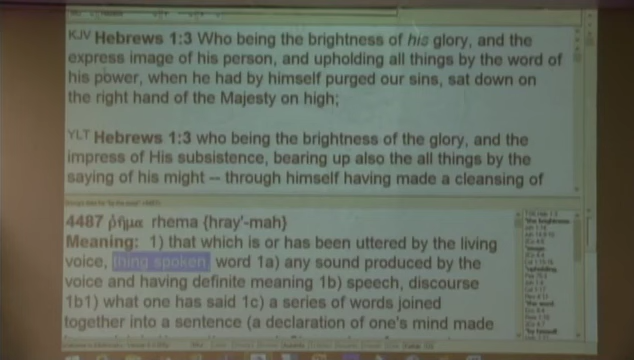 KJV Hebrews 1:3 Who being the brightness of his glory, and the
express image of his person, and upholding all things by the word of
his power, when he had by himself purged our sins, sat down on
the right hand of the Majesty on high;
YLT Hebrews 1:3 who being the brightness of the glory, and the
impress of His subsistence, bearing up also the all things by the
saying of his might -- through himself having made a cleansing of
4487 ῥῆμα rhema {hray'-mah}
Meaning: 1) that which is or has been uttered by the living
voice, thing spoken, word 1a) any sound produced by the
voice and having definite meaning 1b) speech, discourse
1b1) what one has said 1c) a series of words joined
together into a sentence (a declaration of one's mind made